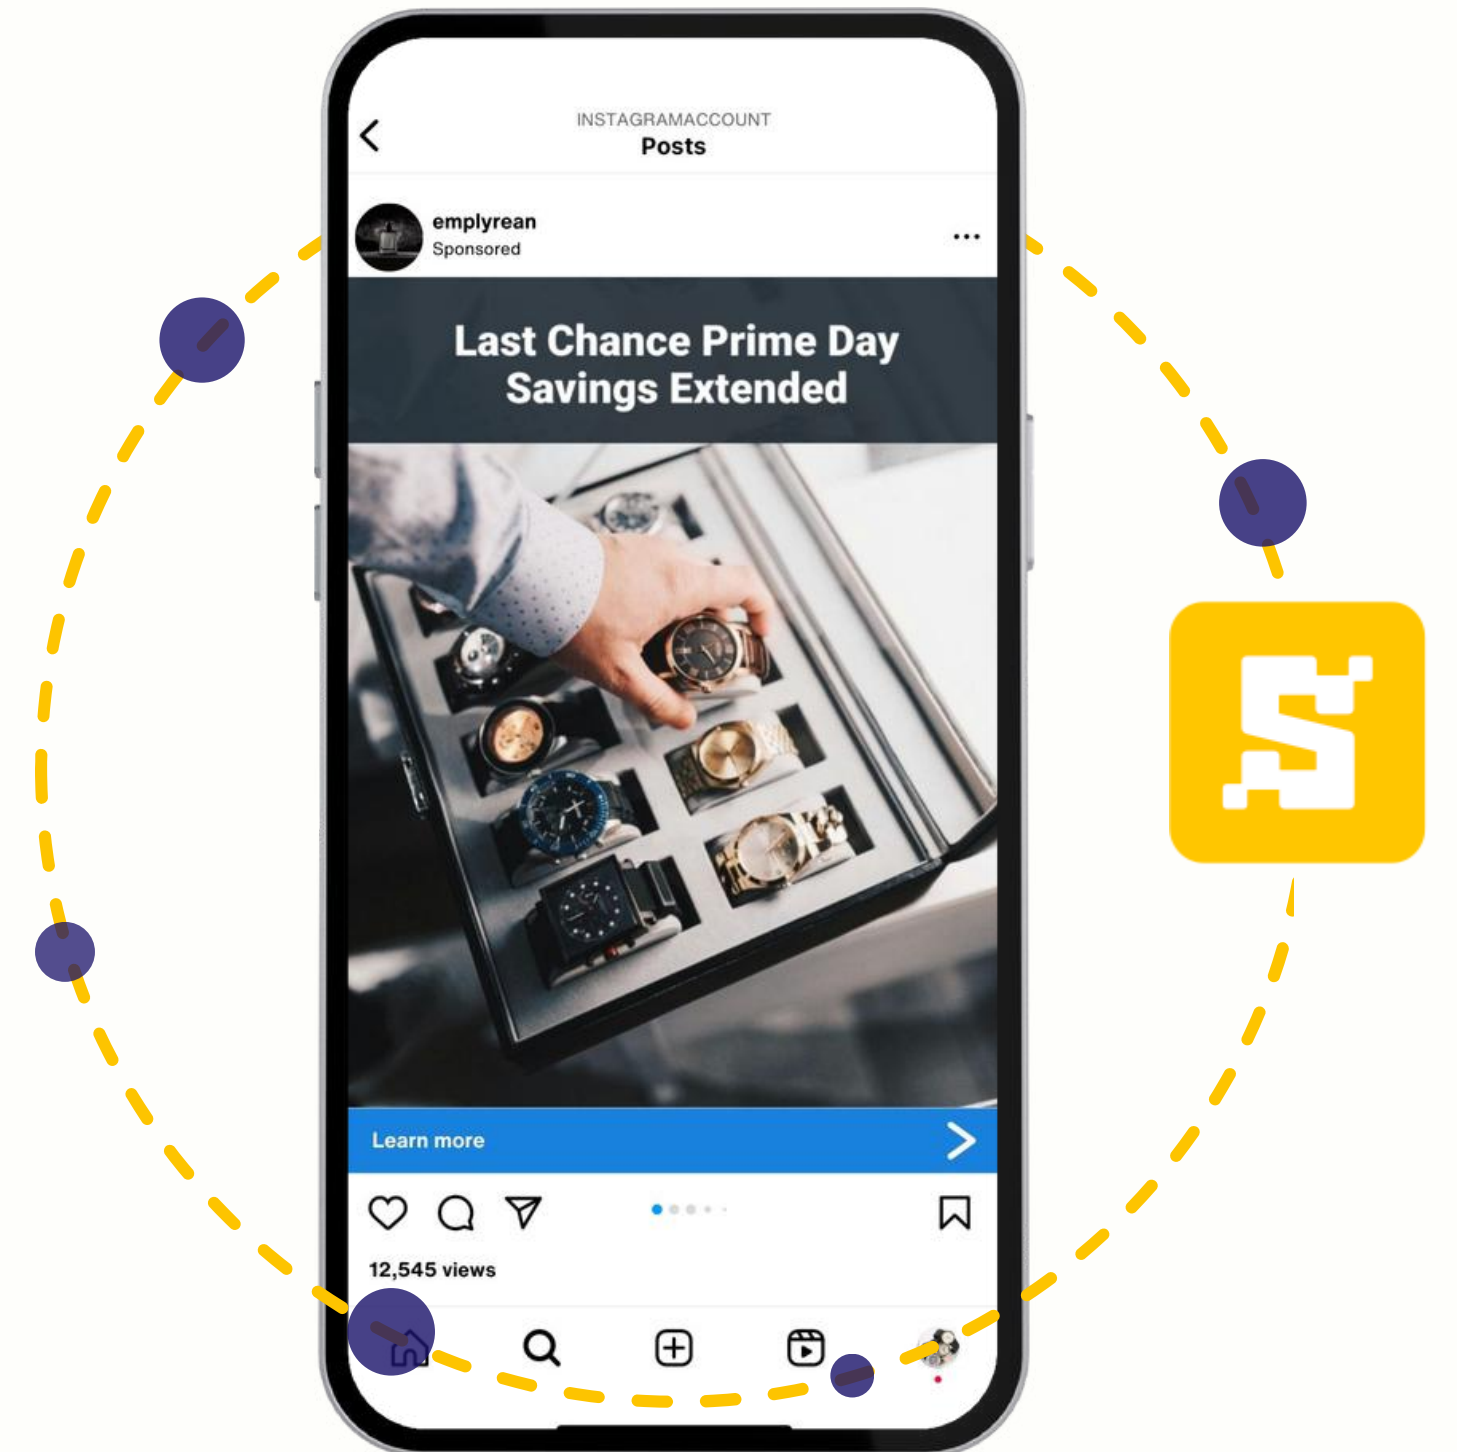 INSTAGRAMACCOUNT
Posts
emplyrean
Sponsored
Last Chance Prime Day
Savings Extended
Learn more
12,545 views
S